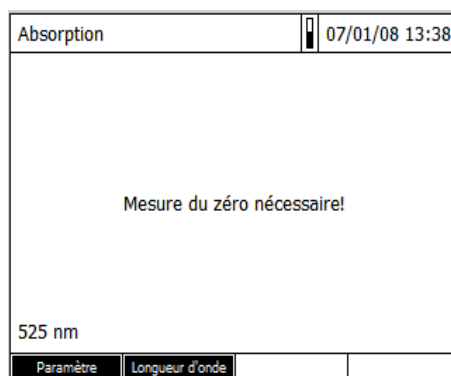 Absorption 07/01/08 13:38
Mesure du zéro nécessaire!
525 nm
Paramètre Longueur d'onde